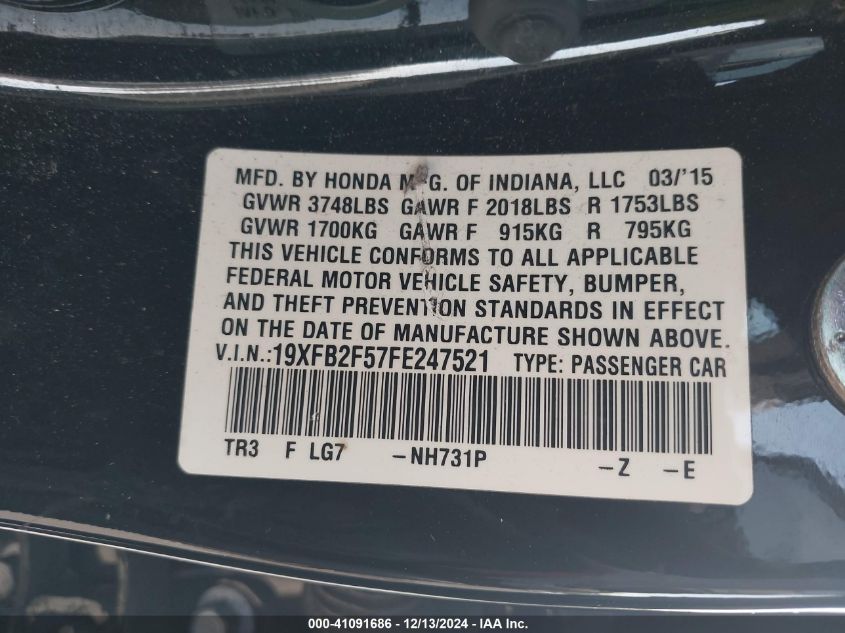 MFD. BY HONDA MFG. OF INDIANA, LLC 03/'15
GVWR 3748LBS GAWR F 2018LBS R 1753LBS
GVWR 1700KG GAWR F 915KG R 795KG
THIS VEHICLE CONFORMS TO ALL APPLICABLE
FEDERAL MOTOR VEHICLE SAFETY, BUMPER,
AND THEFT PREVENTION STANDARDS IN EFFECT
ON THE DATE OF MANUFACTURE SHOWN ABOVE.
V.I.N.:19XFB2F57FE247521 TYPE: PASSENGER CAR
TR3 F LG7 -NH731P -Z -E
000-41091686 - 12/13/2024 - IAA Inc.